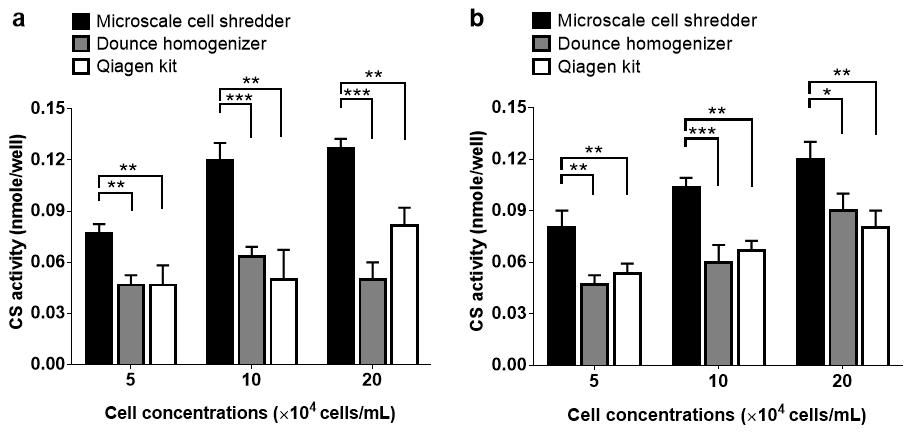 a
Microscale cell shredder
Dounce homogenizer
Qiagen kit
CS activity (nmole/well)
0.15
0.12
0.09
0.06
0.03
0.00
** **
*** **
*** **
5 10 20
Cell concentrations (×10⁴ cells/mL)
b
Microscale cell shredder
Dounce homogenizer
Qiagen kit
CS activity (nmole/well)
0.15
0.12
0.09
0.06
0.03
0.00
** **
*** **
* **
5 10 20
Cell concentrations (×10⁴ cells/mL)